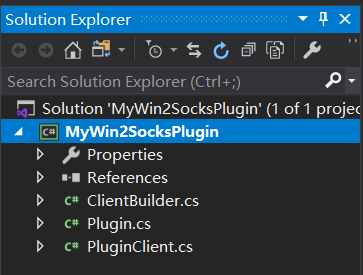 Solution Explorer
Search Solution Explorer (Ctrl+;)
Solution 'MyWin2SocksPlugin' (1 of 1 projec
C# MyWin2SocksPlugin
Properties
References
C# ClientBuilder.cs
C# Plugin.cs
C# PluginClient.cs